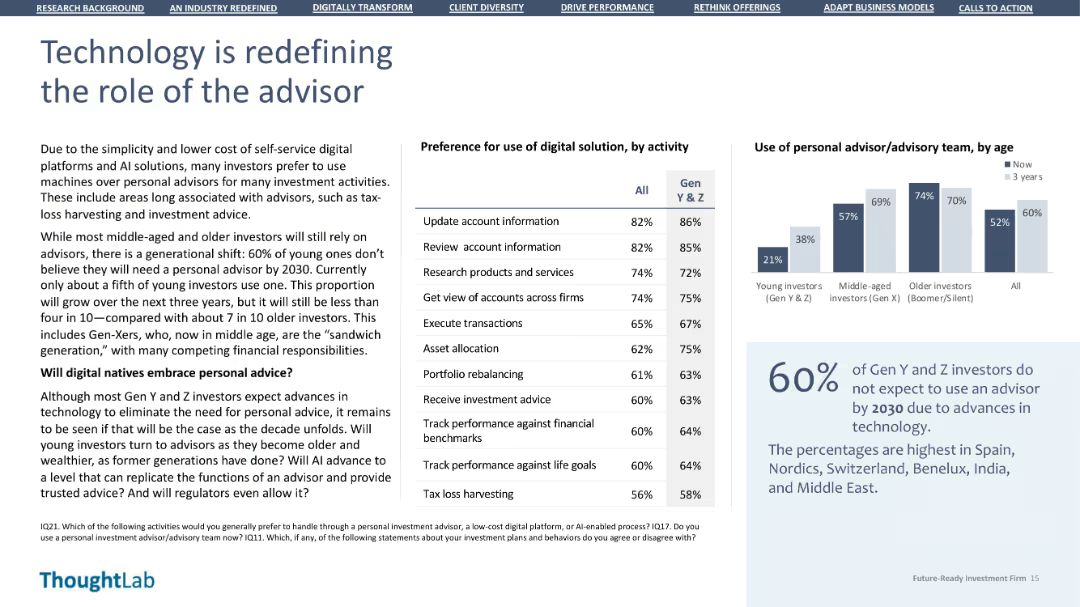 RESEARCH BACKGROUND AN INDUSTRY REDEFINED DIGITALLY TRANSFORM CLIENT DIVERSITY DRIVE PERFORMANCE RETHINK OFFERINGS ADAPT BUSINESS MODELS CALLS TO ACTION
Technology is redefining
the role of the advisor
Due to the simplicity and lower cost of self-service digital
platforms and AI solutions, many investors prefer to use
machines over personal advisors for many investment activities.
These include areas long associated with advisors, such as tax-
loss harvesting and investment advice.
While most middle-aged and older investors will still rely on
advisors, there is a generational shift: 60% of young ones don't
believe they will need a personal advisor by 2030. Currently
only about a fifth of young investors use one. This proportion
will grow over the next three years, but it will still be less than
four in 10—compared with about 7 in 10 older investors. This
includes Gen-Xers, who, now in middle age, are the “sandwich
generation,” with many competing financial responsibilities.
Will digital natives embrace personal advice?
Although most Gen Y and Z investors expect advances in
technology to eliminate the need for personal advice, it remains
to be seen if that will be the case as the decade unfolds. Will
young investors turn to advisors as they become older and
wealthier, as former generations have done? Will AI advance to
a level that can replicate the functions of an advisor and provide
trusted advice? And will regulators even allow it?
Preference for use of digital solution, by activity
All Gen
Y & Z
Update account information 82% 86%
Review account information 82% 85%
Research products and services 74% 72%
Get view of accounts across firms 74% 75%
Execute transactions 65% 67%
Asset allocation 62% 75%
Portfolio rebalancing 61% 63%
Receive investment advice 60% 63%
Track performance against financial
benchmarks 60% 64%
Track performance against life goals 60% 64%
Tax loss harvesting 56% 58%
Use of personal advisor/advisory team, by age
Now
3 years
21% 38% 57% 69% 74% 70% 52% 60%
Young investors Middle-aged Older investors All
(Gen Y & Z) investors (Gen X) (Boomer/Silent)
60% of Gen Y and Z investors do
not expect to use an advisor
by 2030 due to advances in
technology.
The percentages are highest in Spain,
Nordics, Switzerland, Benelux, India,
and Middle East.
IQ21. Which of the following activities would you generally prefer to handle through a personal investment advisor, a low-cost digital platform, or AI-enabled process? IQ17. Do you
use a personal investment advisor/advisory team now? IQ11. Which, if any, of the following statements about your investment plans and behaviors do you agree or disagree with?
ThoughtLab
Future-Ready Investment Firm 15